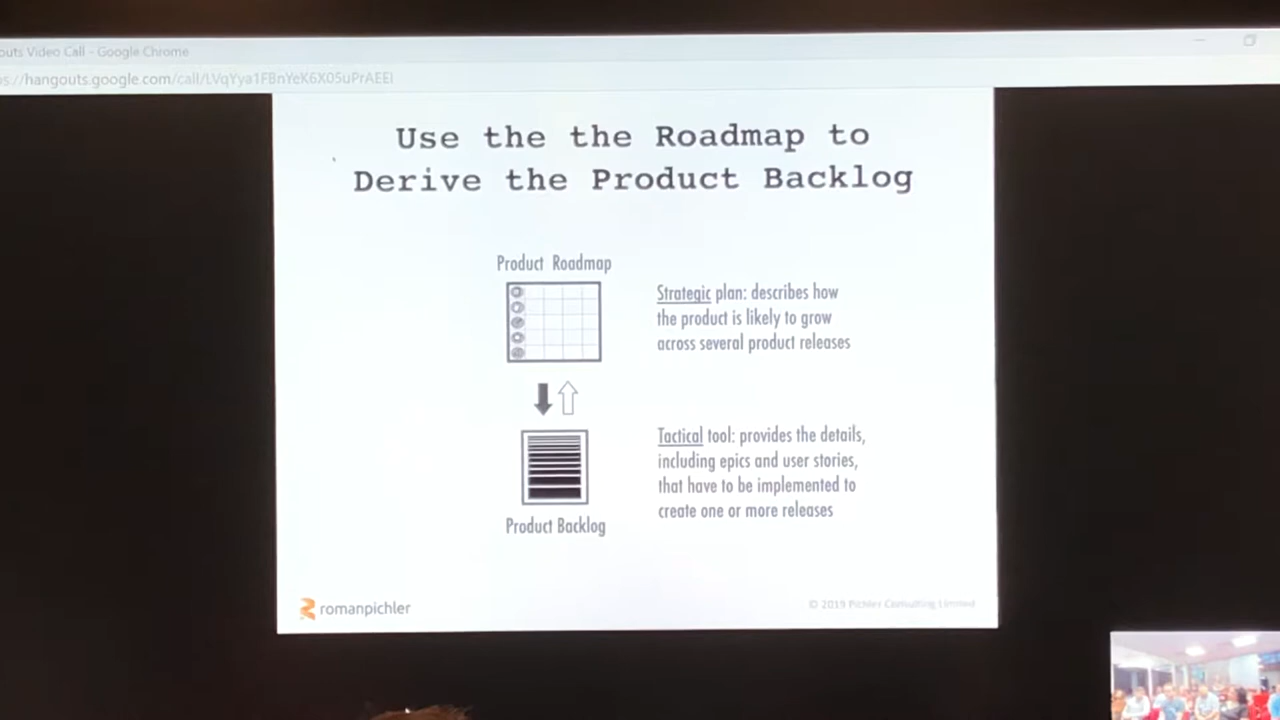 outs Video Call - Google Chrome
s://hangouts.google.com/call/LVqYya1FBnYeK6X05uPrAEEI
Use the the Roadmap to
Derive the Product Backlog
Product Roadmap
Strategic plan: describes how
the product is likely to grow
across several product releases
Tactical tool: provides the details,
including epics and user stories,
that have to be implemented to
create one or more releases
Product Backlog
romanpichler
© 2019 Pichler Consulting Limited